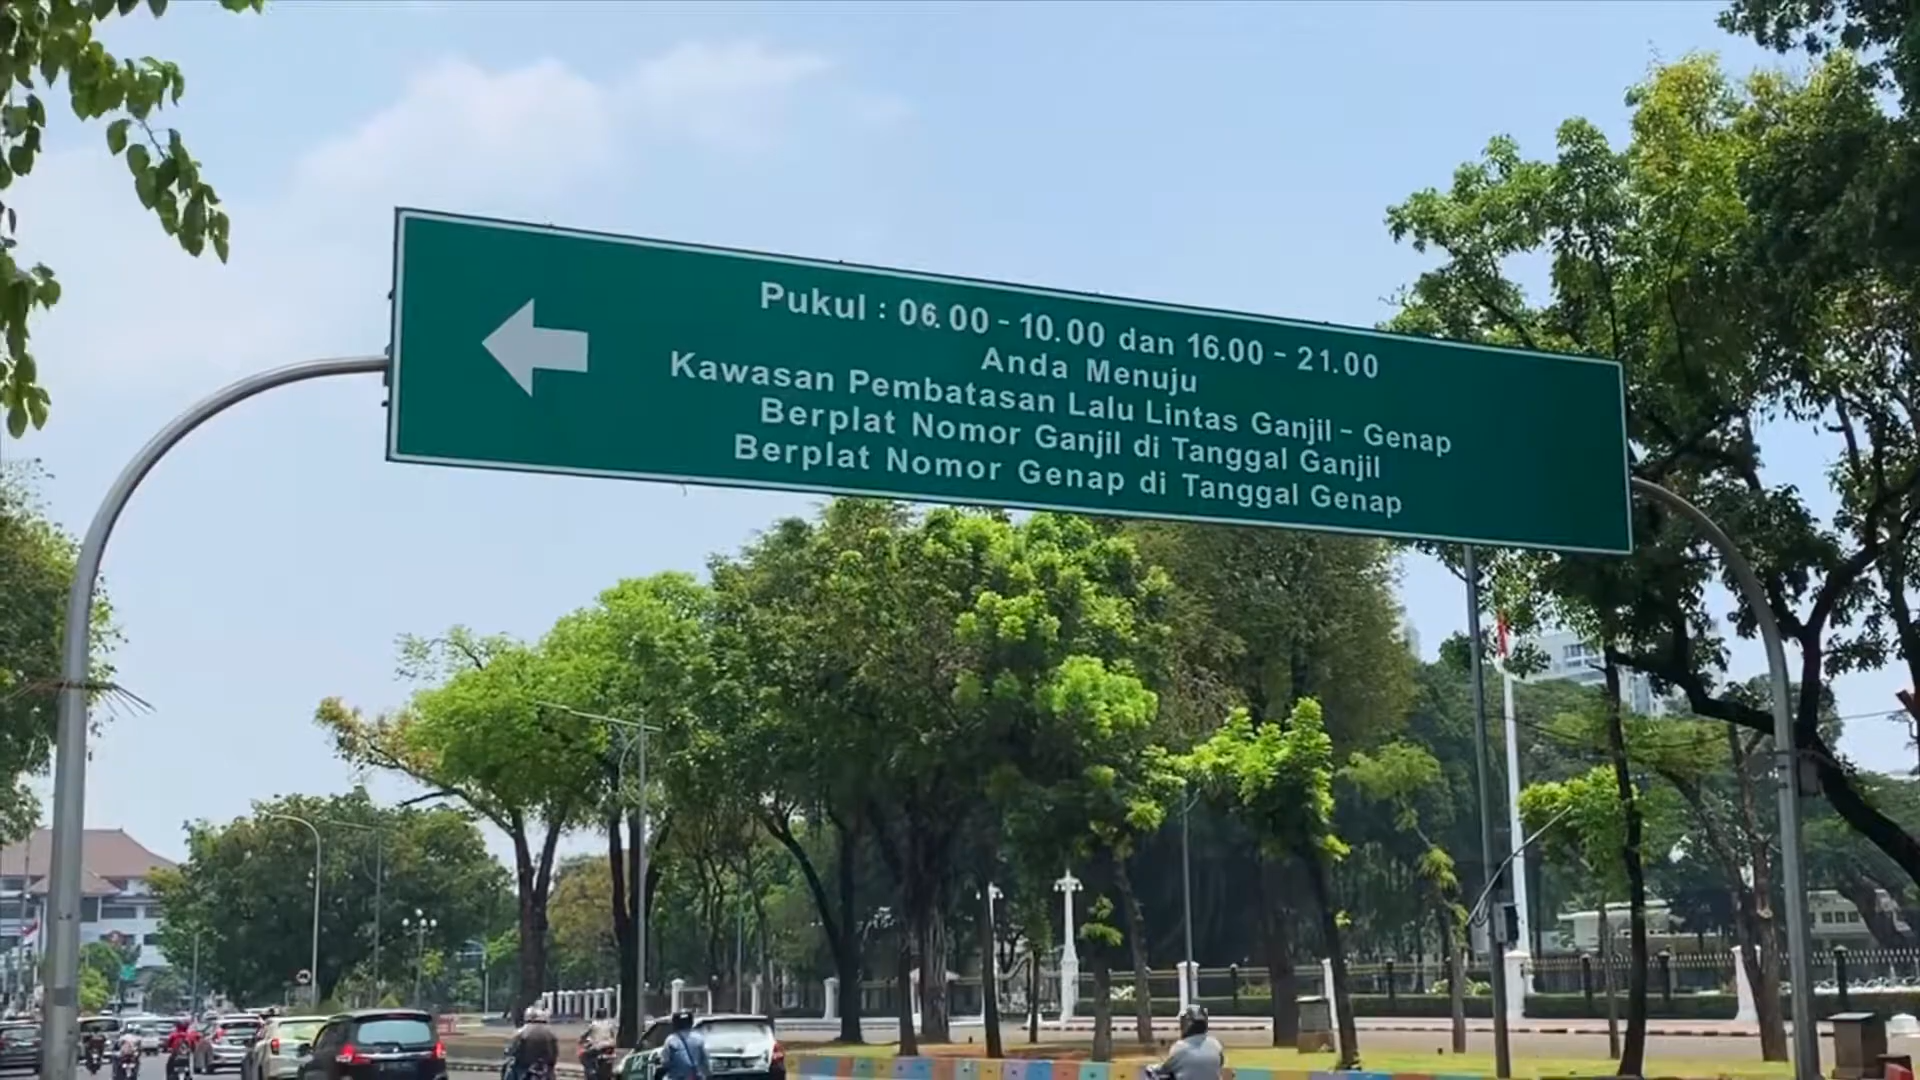 Pukul : 06.00 - 10.00 dan 16.00 - 21.00
Anda Menuju
Kawasan Pembatasan Lalu Lintas Ganjil - Genap
Berplat Nomor Ganjil di Tanggal Ganjil
Berplat Nomor Genap di Tanggal Genap